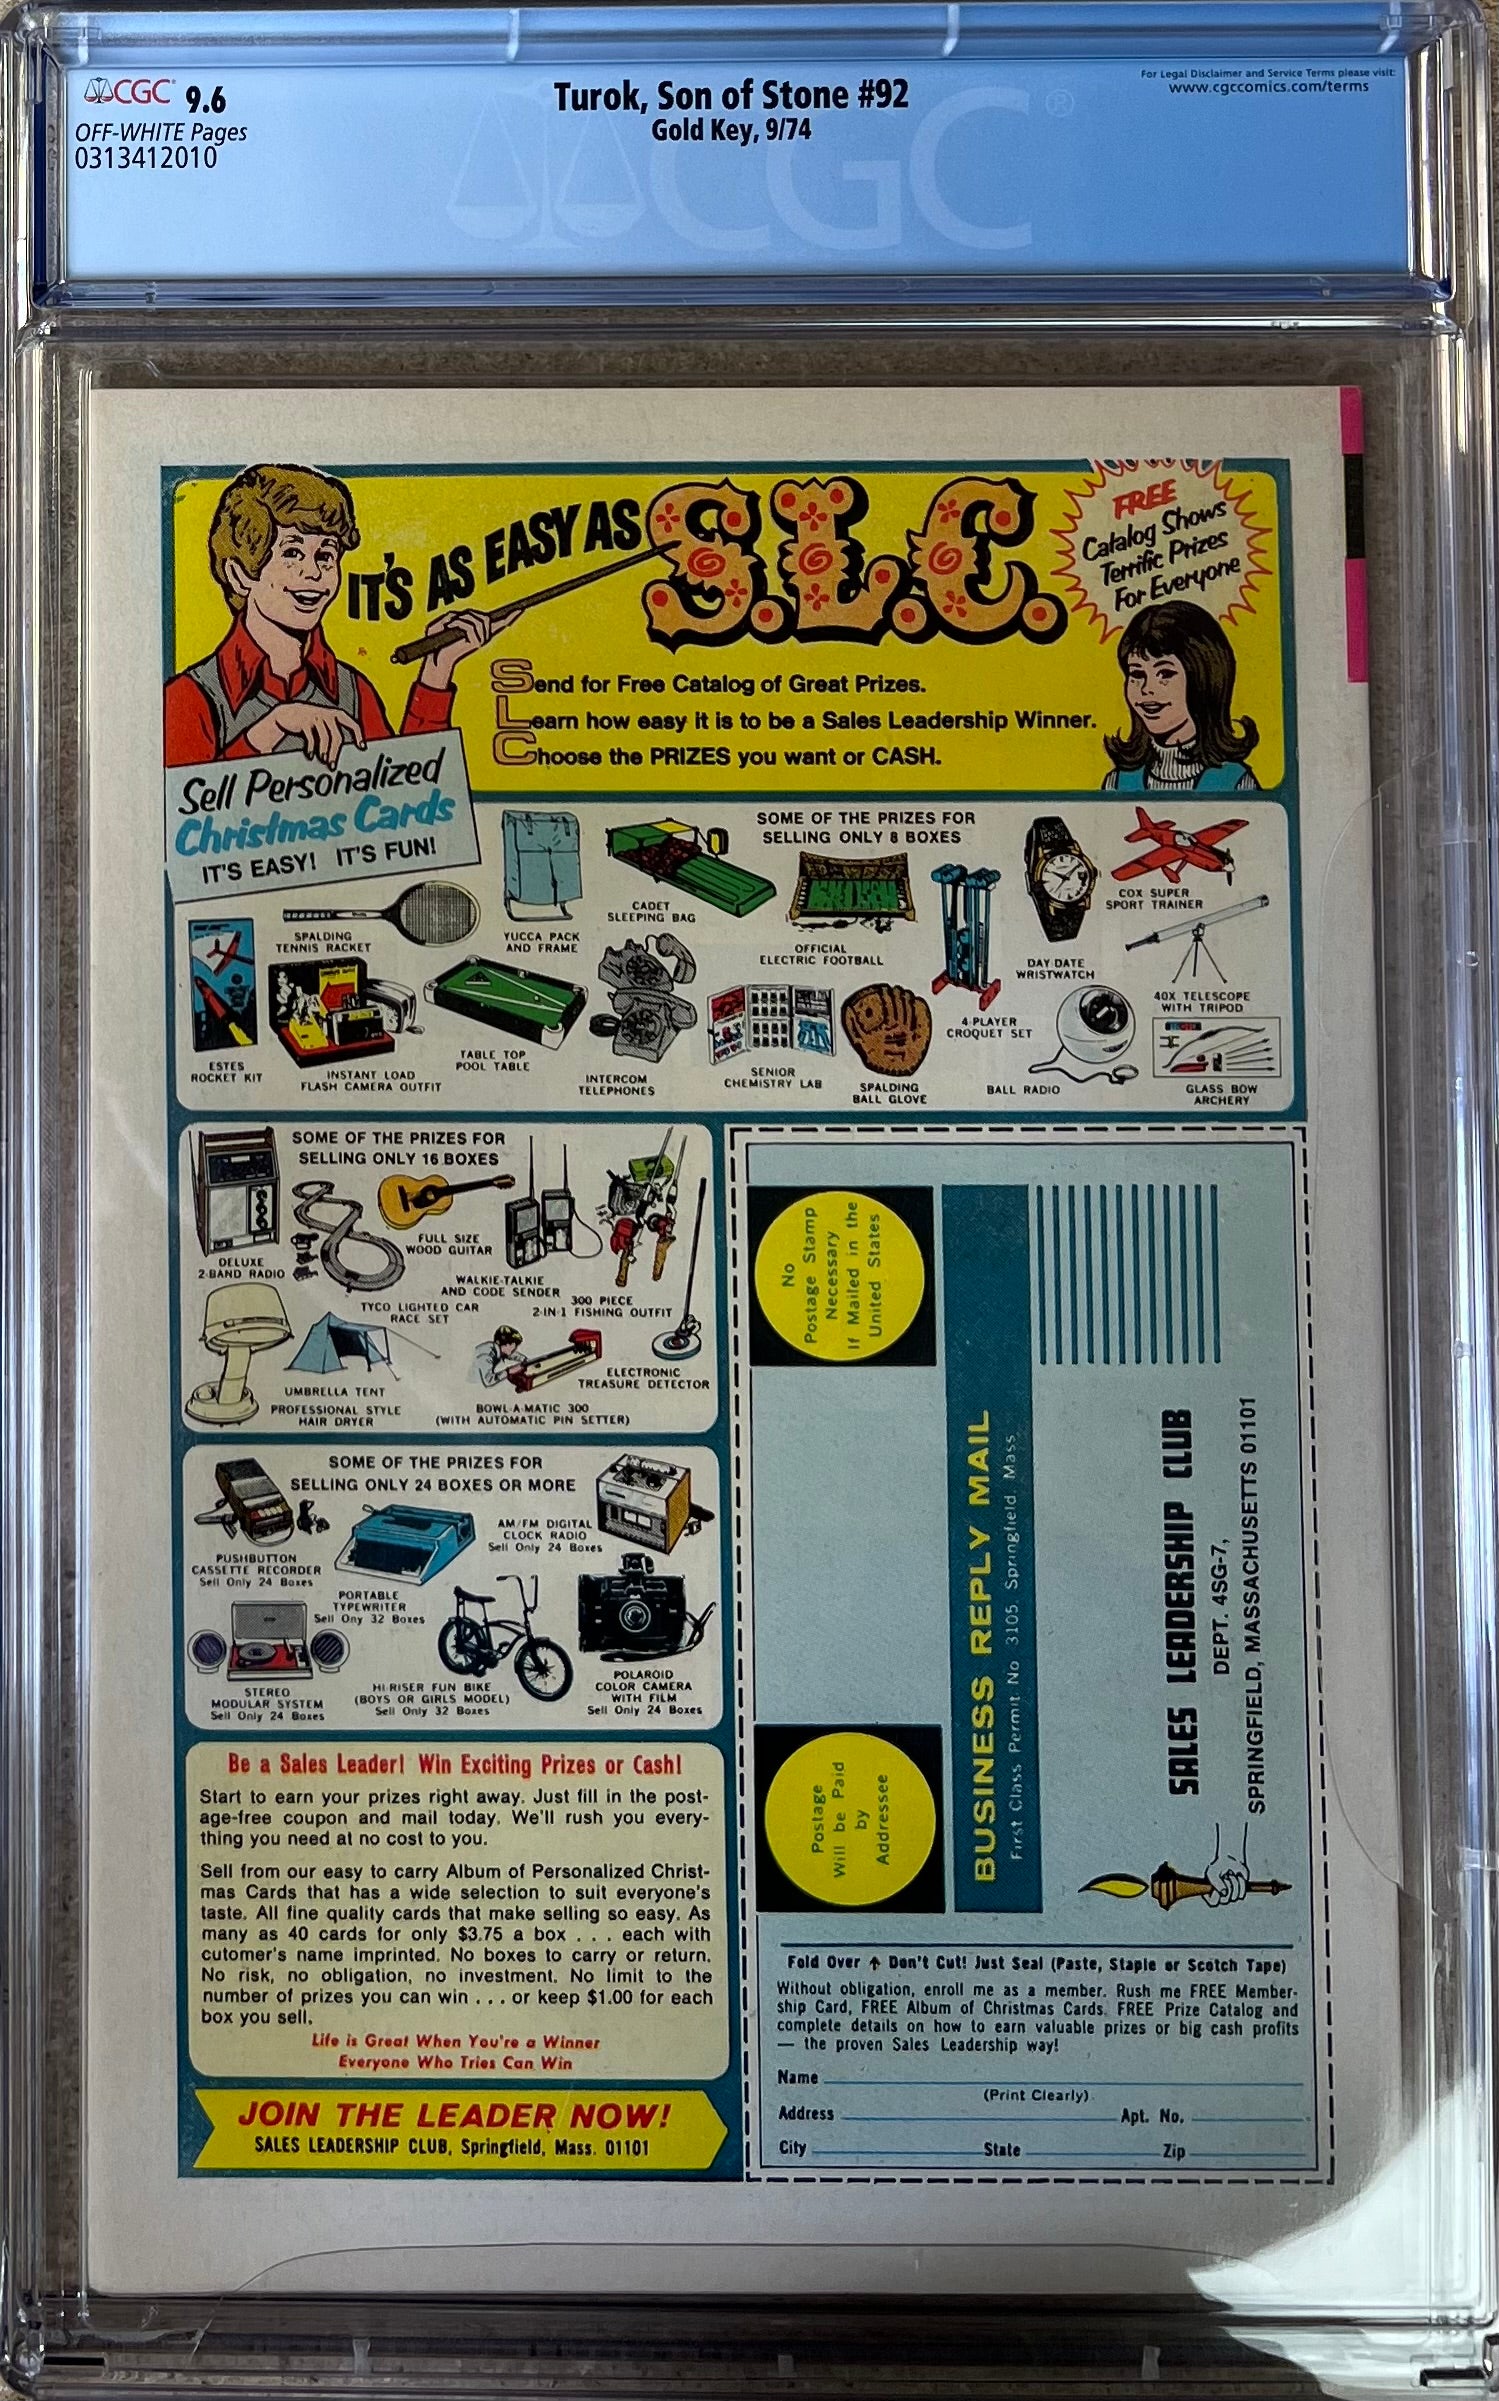 CGC® 9.6
OFF-WHITE Pages
0313412010
Turok, Son of Stone #92
Gold Key, 9/74
For Legal Disclaimer and Service Terms please visit:
www.cgccomics.com/terms
CGC®
IT'S AS EASY AS S.L.C.
FREE
Catalog Shows
Terrific Prizes
For Everyone
Send for Free Catalog of Great Prizes.
Learn how easy it is to be a Sales Leadership Winner.
Choose the PRIZES you want or CASH.
Sell Personalized
Christmas Cards
IT'S EASY! IT'S FUN!
SOME OF THE PRIZES FOR
SELLING ONLY 8 BOXES
SPALDING
TENNIS RACKET
YUCCA PACK
AND FRAME
CADET
SLEEPING BAG
OFFICIAL
ELECTRIC FOOTBALL
DAY-DATE
WRISTWATCH
COX SUPER
SPORT TRAINER
40X TELESCOPE
WITH TRIPOD
ESTES
ROCKET KIT
INSTANT LOAD
FLASH CAMERA OUTFIT
TABLE TOP
POOL TABLE
INTERCOM
TELEPHONES
SENIOR
CHEMISTRY LAB
SPALDING
BALL GLOVE
4-PLAYER
CROQUET SET
BALL RADIO
GLASS BOW
ARCHERY
SOME OF THE PRIZES FOR
SELLING ONLY 16 BOXES
DELUXE
2-BAND RADIO
FULL SIZE
WOOD GUITAR
WALKIE-TALKIE
AND CODE SENDER
TYCO LIGHTED CAR
RACE SET
300 PIECE
2-IN-1 FISHING OUTFIT
UMBRELLA TENT
PROFESSIONAL STYLE
HAIR DRYER
BOWL-A-MATIC 300
(WITH AUTOMATIC PIN SETTER)
ELECTRONIC
TREASURE DETECTOR
SOME OF THE PRIZES FOR
SELLING ONLY 24 BOXES OR MORE
PUSHBUTTON
CASSETTE RECORDER
Sell Only 24 Boxes
PORTABLE
TYPEWRITER
Sell Ony 32 Boxes
AM/FM DIGITAL
CLOCK RADIO
Sell Only 24 Boxes
STEREO
MODULAR SYSTEM
Sell Only 24 Boxes
HI-RISER FUN BIKE
(BOYS OR GIRLS MODEL)
Sell Only 32 Boxes
POLAROID
COLOR CAMERA
WITH FILM
Sell Only 24 Boxes
Be a Sales Leader! Win Exciting Prizes or Cash!
Start to earn your prizes right away. Just fill in the post-
age-free coupon and mail today. We'll rush you every-
thing you need at no cost to you.
Sell from our easy to carry Album of Personalized Christ-
mas Cards that has a wide selection to suit everyone's
taste. All fine quality cards that make selling so easy. As
many as 40 cards for only $3.75 a box . . . each with
cutomer's name imprinted. No boxes to carry or return.
No risk, no obligation, no investment. No limit to the
number of prizes you can win . . . or keep $1.00 for each
box you sell.
Life is Great When You're a Winner
Everyone Who Tries Can Win
JOIN THE LEADER NOW!
SALES LEADERSHIP CLUB, Springfield, Mass. 01101
No
Postage Stamp
Necessary
If Mailed in the
United States
Postage
Will be Paid
by
Addressee
BUSINESS REPLY MAIL
First Class Permit No 3105, Springfield, Mass
SALES LEADERSHIP CLUB
DEPT. 4SG-7,
SPRINGFIELD, MASSACHUSETTS 01101
Fold Over ↑ Don't Cut! Just Seal (Paste, Staple or Scotch Tape)
Without obligation, enroll me as a member. Rush me FREE Member-
ship Card, FREE Album of Christmas Cards. FREE Prize Catalog and
complete details on how to earn valuable prizes or big cash profits
— the proven Sales Leadership way!
Name
(Print Clearly)
Address Apt. No.
City State Zip